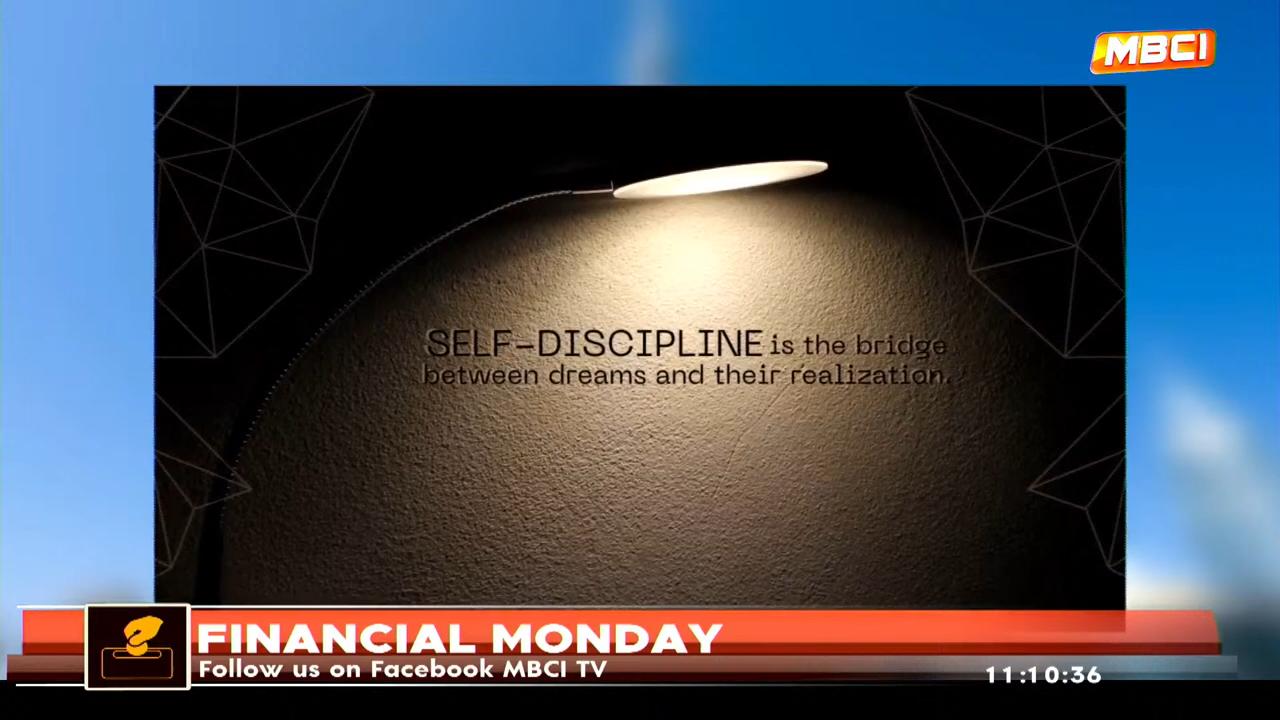 MBCI
SELF-DISCIPLINE is the bridge
between dreams and their realization.
FINANCIAL MONDAY
Follow us on Facebook MBCI TV
11:10:36